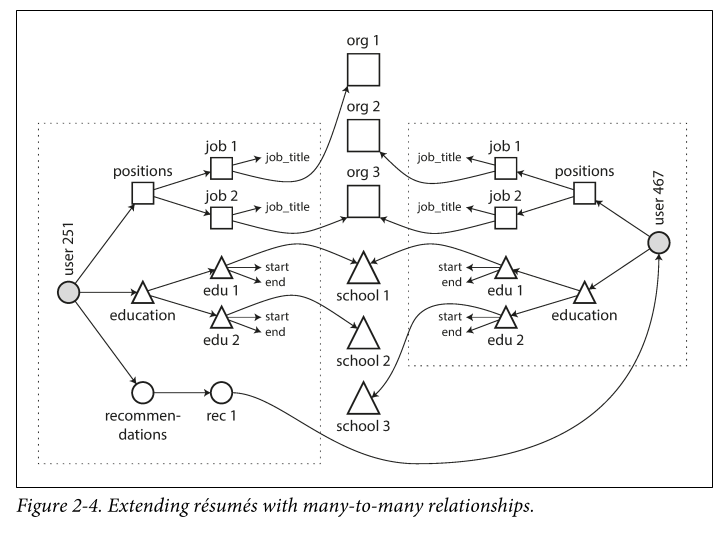 org 1
org 2
org 3
job 1
job_title
positions
job 2
job_title
user 251
edu 1
start
end
education
edu 2
start
end
recommen-
dations
rec 1
school 1
school 2
school 3
job 1
job_title
positions
job 2
job_title
user 467
edu 1
start
end
education
edu 2
start
end
Figure 2-4. Extending résumés with many-to-many relationships.